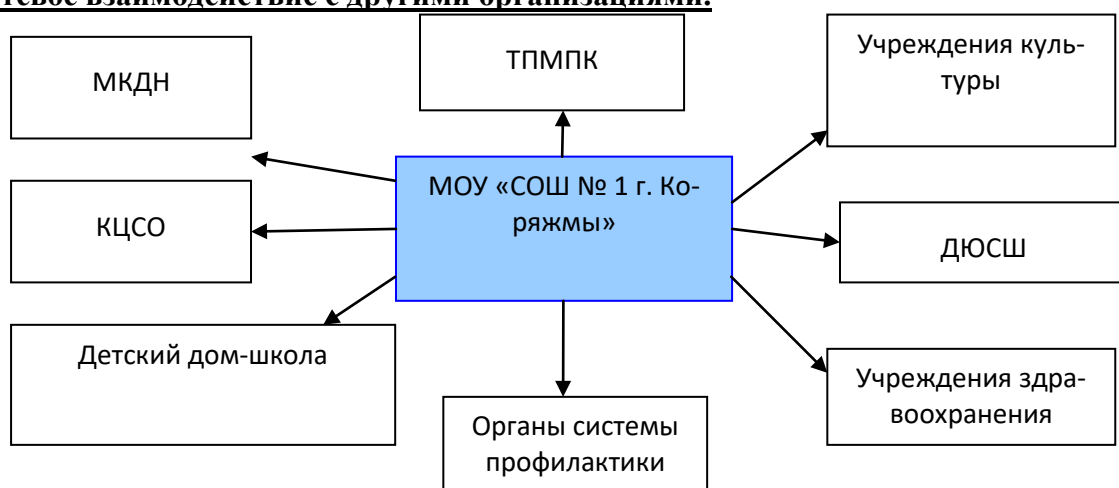 тевое взаимодействие с другими организациями:
МКДН
ТПМПК
Учреждения куль-
туры
МОУ «СОШ № 1 г. Ко-
ряжмы»
КЦСО
ДЮСШ
Детский дом-школа
Учреждения здра-
воохранения
Органы системы
профилактики